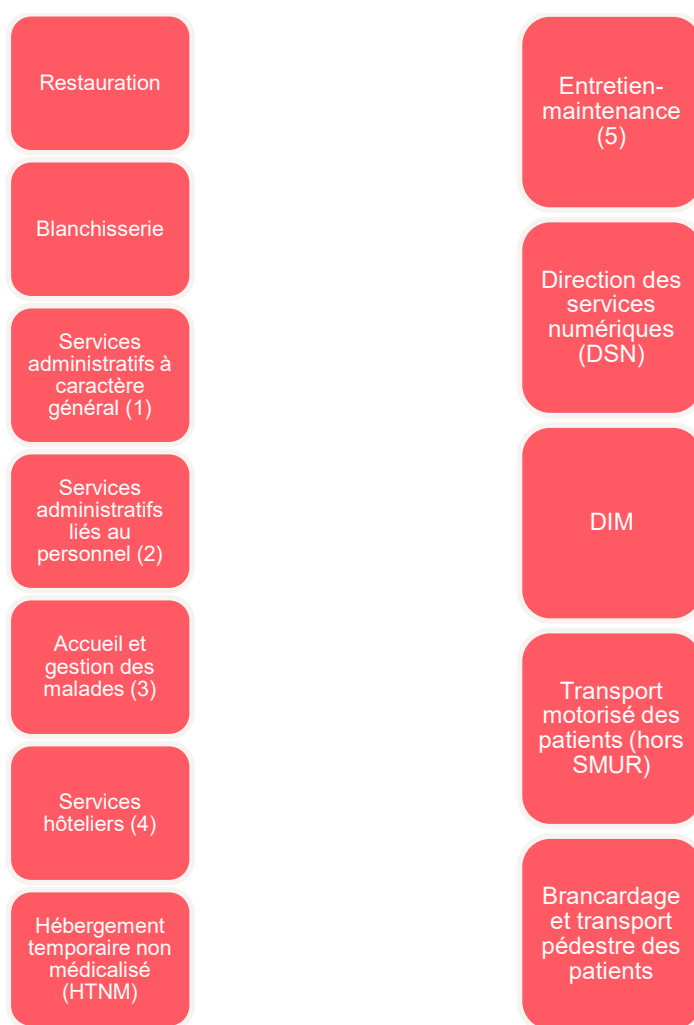 Restauration
Blanchisserie
Services
administratifs à
caractère
général (1)
Services
administratifs
liés au
personnel (2)
Accueil et
gestion des
malades (3)
Services
hôteliers (4)
Hébergement
temporaire non
médicalisé
(HTNM)
Entretien-
maintenance
(5)
Direction des
services
numériques
(DSN)
DIM
Transport
motorisé des
patients (hors
SMUR)
Brancardage
et transport
pédestre des
patients